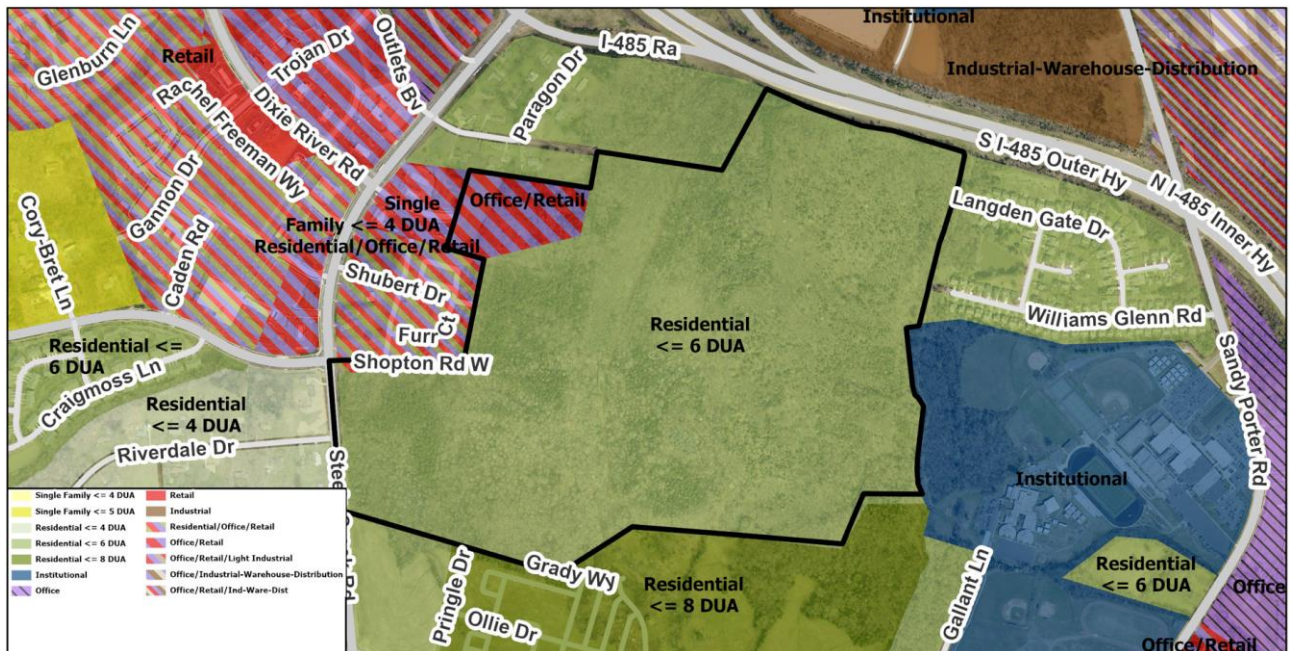 Institutional
Industrial-Warehouse-Distribution
Glenburn Ln
Retail
Trojan Dr
Outlets Bv
I-485 Ra
Paragon Dr
Rachel Freeman Wy
Dixie River Rd
S I-485 Outer Hy
N I-485 Inner Hy
Cory-Bret Ln
Gannon Dr
Caden Rd
Single
Family <= 4 DUA
Residential/Office/Retail
Office/Retail
Langden Gate Dr
Shubert Dr
Furr Ct
Shopton Rd W
Williams Glenn Rd
Sandy Porter Rd
Residential <=
6 DUA
Residential
<= 6 DUA
Craigmoss Ln
Residential
<= 4 DUA
Riverdale Dr
Institutional
Single Family <= 4 DUA
Single Family <= 5 DUA
Residential <= 4 DUA
Residential <= 6 DUA
Residential <= 8 DUA
Institutional
Office
Retail
Industrial
Residential/Office/Retail
Office/Retail
Office/Retail/Light Industrial
Office/Industrial-Warehouse-Distribution
Office/Retail/Ind-Ware-Dist
Pringle Dr
Grady Wy
Ollie Dr
Residential
<= 8 DUA
Gallant Ln
Residential
<= 6 DUA
Office
Office/Retail